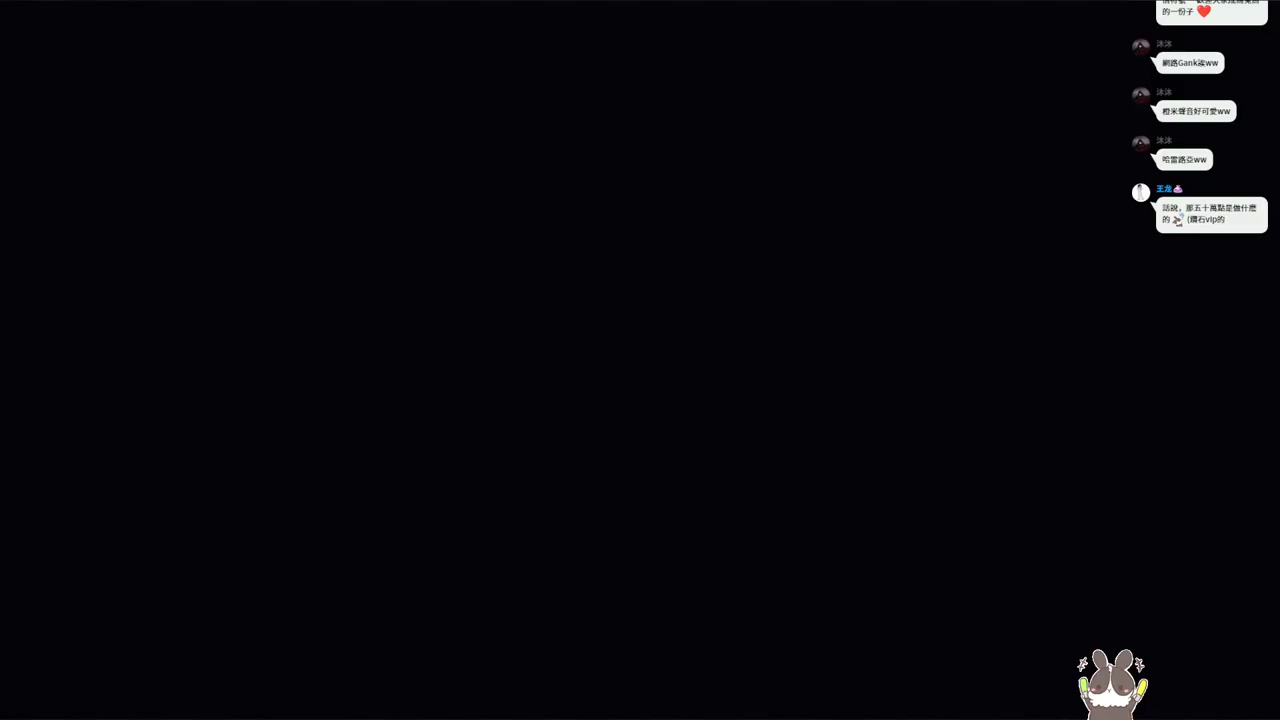 的一份子
沐沐
網路Gank誒ww
沐沐
橙米聲音好可愛ww
沐沐
哈雷路亞ww
王龙
話說，那五十萬點是做什麼
的 (鑽石vip的